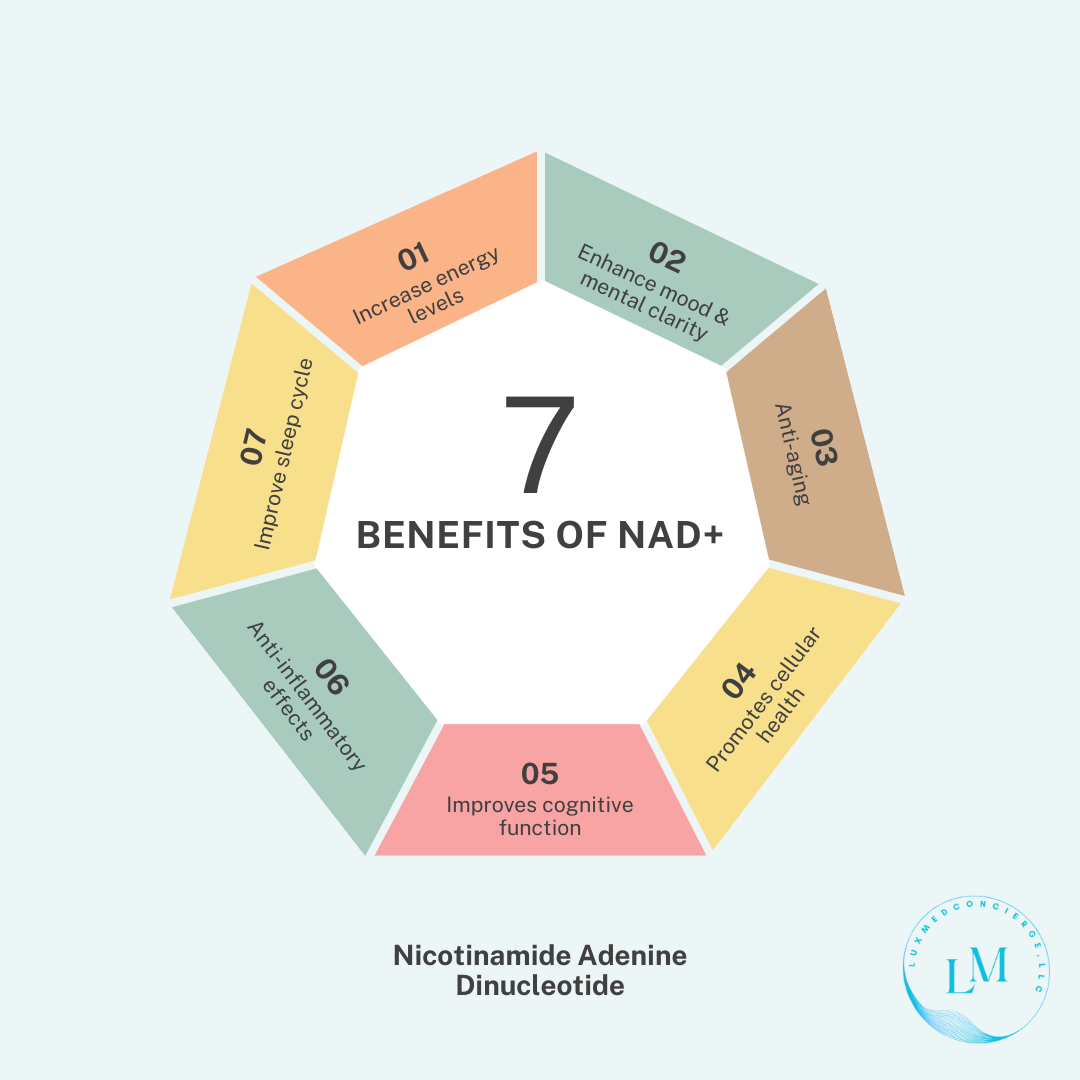 7
BENEFITS OF NAD+
01
Increase energy
levels
02
Enhance mood &
mental clarity
03
Anti-aging
04
Promotes cellular
health
05
Improves cognitive
function
06
Anti-inflammatory
effects
07
Improve sleep cycle
Nicotinamide Adenine
Dinucleotide
LUXMEDCONCIERGE,LLC
LM